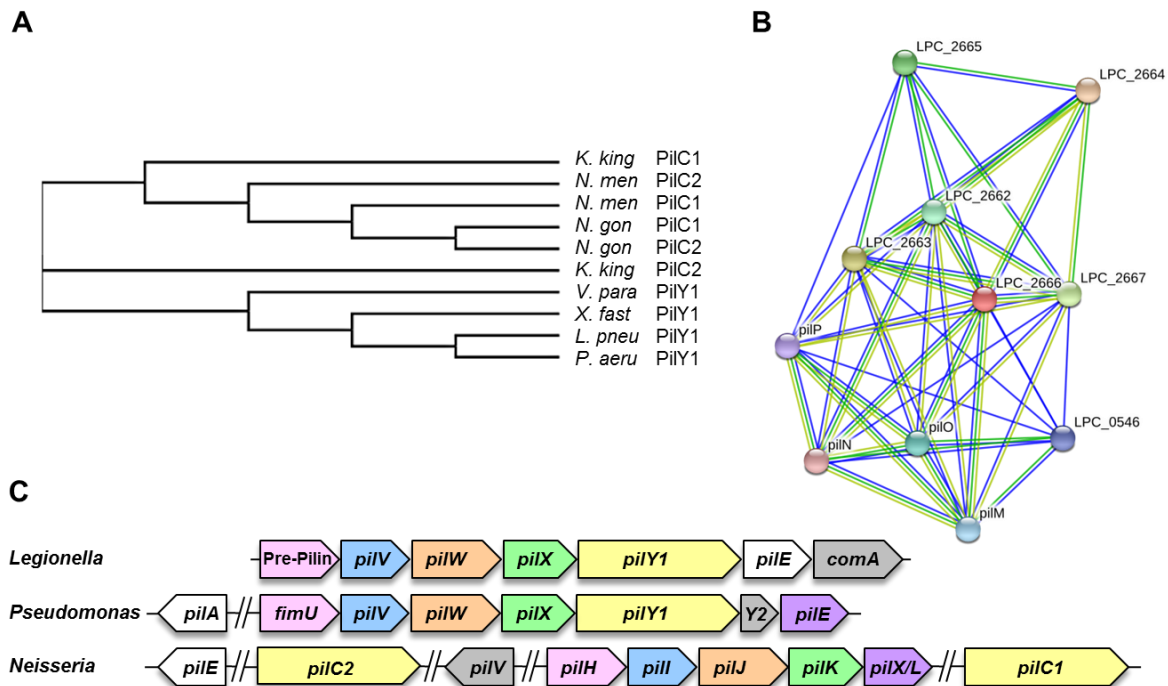 A
K. king PilC1
N. men PilC2
N. men PilC1
N. gon PilC1
N. gon PilC2
K. king PilC2
V. para PilY1
X. fast PilY1
L. pneu PilY1
P. aeru PilY1
B
LPC_2665
LPC_2664
LPC_2662
LPC_2663
LPC_2666
LPC_2667
pilP
LPC_0546
pilO
pilN
pilM
C
Legionella Pre-Pilin pilV pilW pilX pilY1 pilE comA
Pseudomonas pilA // fimU pilV pilW pilX pilY1 Y2 pilE
Neisseria pilE // pilC2 // pilV // pilH pilI pilJ pilK pilX/L // pilC1